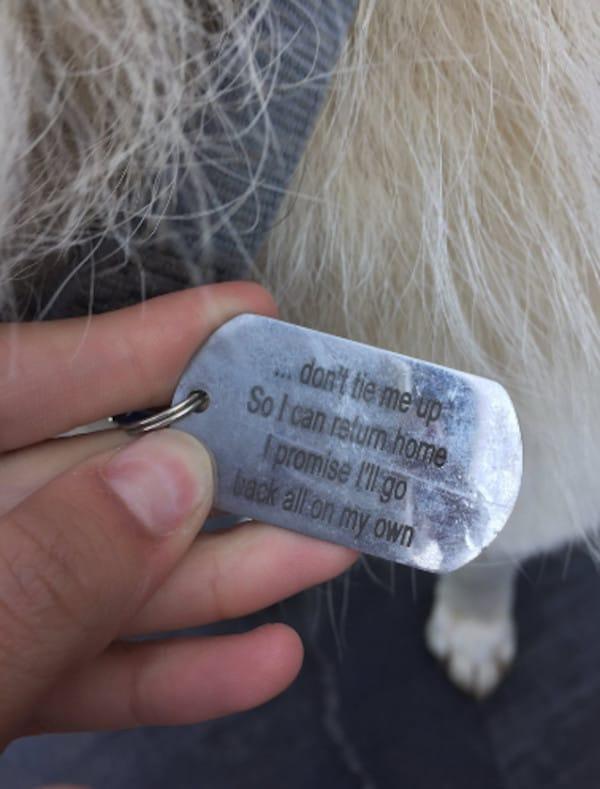 ... don't tie me up
So I can return home
I promise I'll go
back all on my own